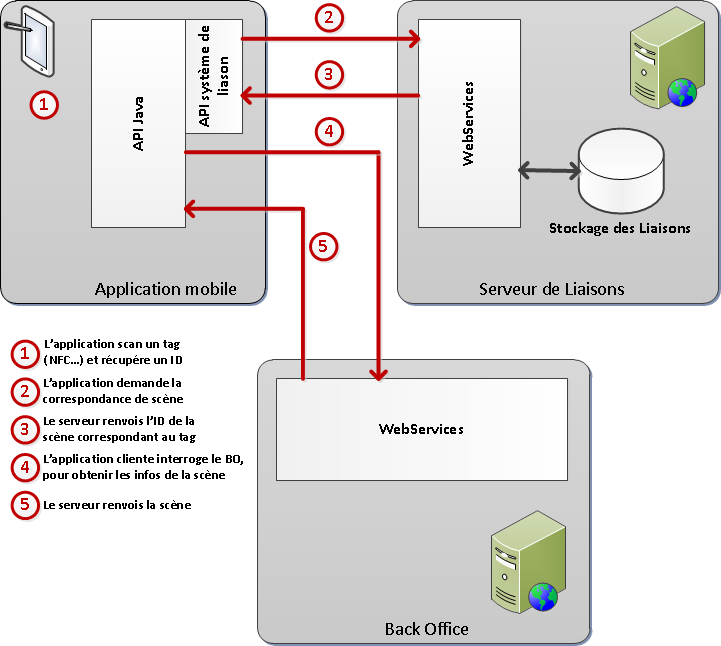 1
API Java
API système de
liason
2
3
4
5
WebServices
Stockage des Liaisons
Application mobile
Serveur de Liaisons
1
L'application scan un tag
(NFC...) et récupére un ID
2
L'application demande la
correspondance de scène
3
Le serveur renvois l'ID de la
scène correspondant au tag
4
L'application cliente interroge le BO,
pour obtenir les infos de la scène
5
Le serveur renvois la scène
WebServices
Back Office